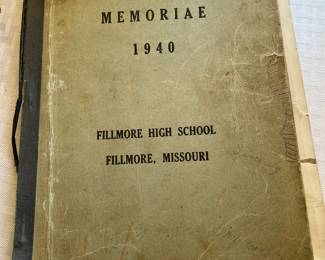 MEMORIAE
1940
FILLMORE HIGH SCHOOL
FILLMORE, MISSOURI